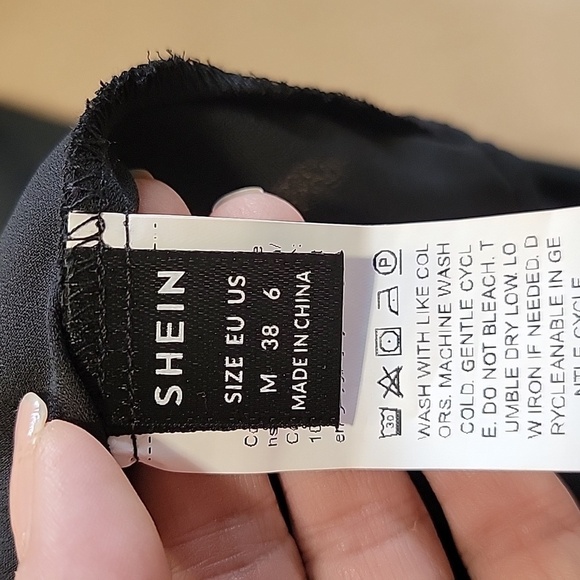 SHEIN
SIZE EU US
M 38 6
MADE IN CHINA
30
P
WASH WITH LIKE COL
ORS. MACHINE WASH
COLD. GENTLE CYCL
E. DO NOT BLEACH. T
UMBLE DRY LOW. LO
W IRON IF NEEDED. D
RYCLEANABLE IN GE
NTLE CYCLE